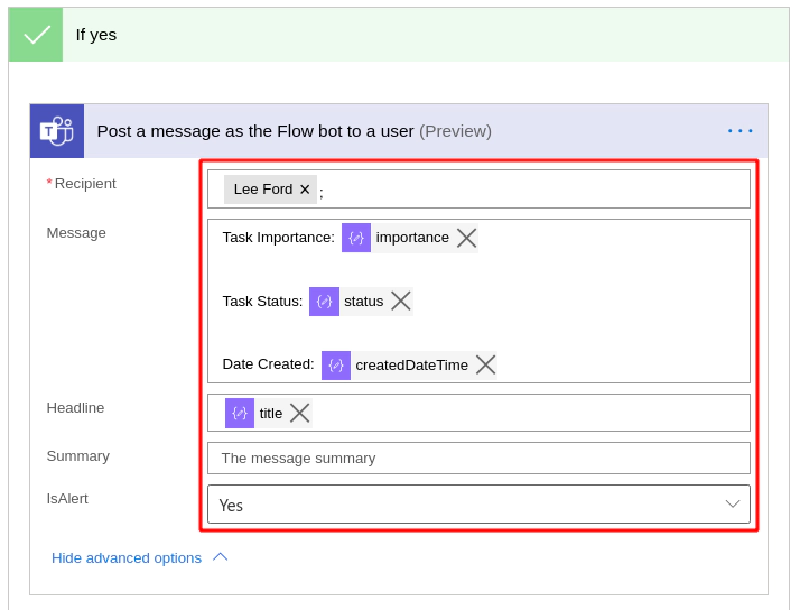 If yes
T
Post a message as the Flow bot to a user (Preview) ...
*Recipient Lee Ford × ;
Message
Task Importance: importance ×
Task Status: status ×
Date Created: createdDateTime ×
Headline title ×
Summary The message summary
IsAlert Yes
Hide advanced options